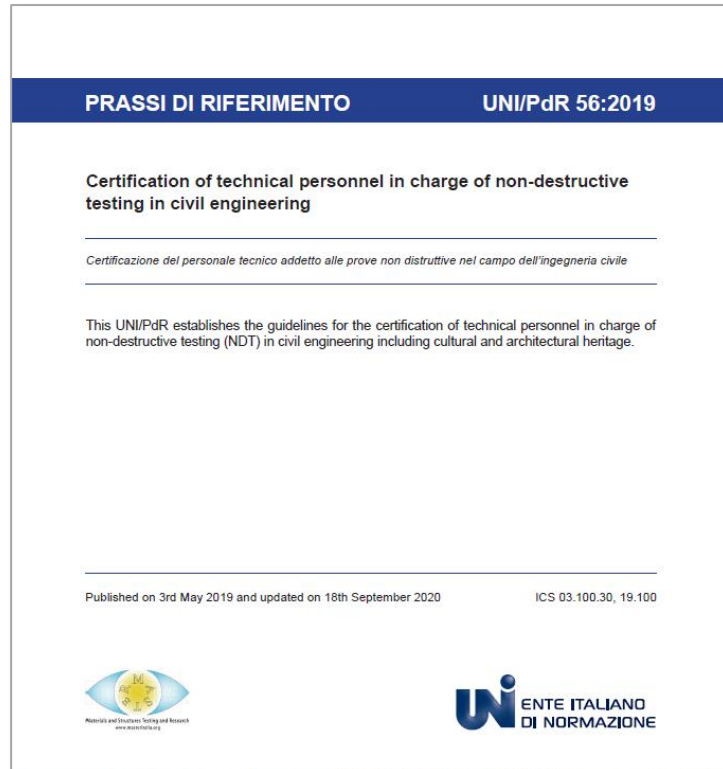 PRASSI DI RIFERIMENTO UNI/PdR 56:2019
Certification of technical personnel in charge of non-destructive
testing in civil engineering
Certificazione del personale tecnico addetto alle prove non distruttive nel campo dell'ingegneria civile
This UNI/PdR establishes the guidelines for the certification of technical personnel in charge of
non-destructive testing (NDT) in civil engineering including cultural and architectural heritage.
Published on 3rd May 2019 and updated on 18th September 2020 ICS 03.100.30, 19.100
Materials and Structures Testing and Research
UNI ENTE ITALIANO
DI NORMAZIONE